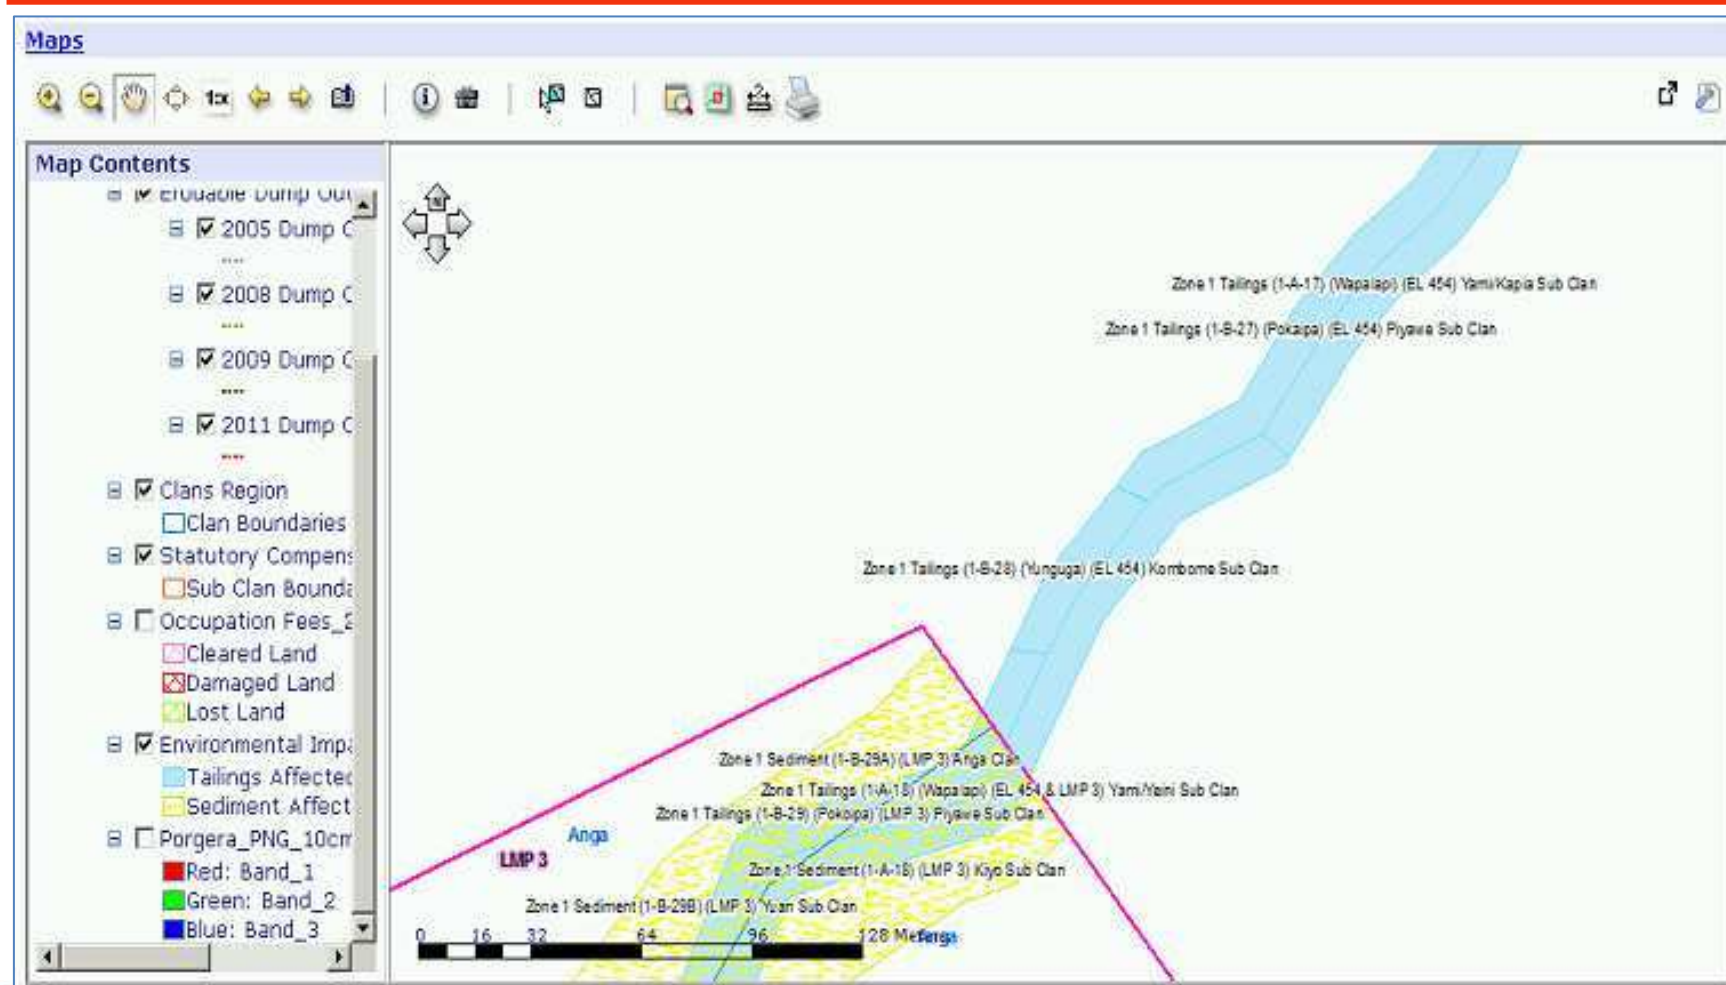 Maps
1:x
i
Map Contents
Erodable Dump Out
2005 Dump C
2008 Dump C
2009 Dump C
2011 Dump C
Clans Region
Clan Boundaries
Statutory Compens
Sub Clan Bounda
Occupation Fees_2
Cleared Land
Damaged Land
Lost Land
Environmental Impa
Tailings Affected
Sediment Affect
Porgera_PNG_10cm
Red: Band_1
Green: Band_2
Blue: Band_3
N
Zone 1 Tailings (1-A-17) (Wapalapi) (EL 454) Yami/Kapia Sub Clan
Zone 1 Tailings (1-B-27) (Pokaipa) (EL 454) Piyawe Sub Clan
Zone 1 Tailings (1-B-28) (Yunguga) (EL 454) Kombome Sub Clan
Zone 1 Sediment (1-B-29A) (LMP 3) Anga Clan
Zone 1 Tailings (1-A-18) (Wapalapi) (EL 454 & LMP 3) Yami/Yeini Sub Clan
Zone 1 Tailings (1-B-29) (Pokaipa) (LMP 3) Piyawe Sub Clan
Anga
LMP 3
Zone 1 Sediment (1-A-18) (LMP 3) Kiyo Sub Clan
Zone 1 Sediment (1-B-29B) (LMP 3) Yuan Sub Clan
0 16 32 64 96 128 Meters